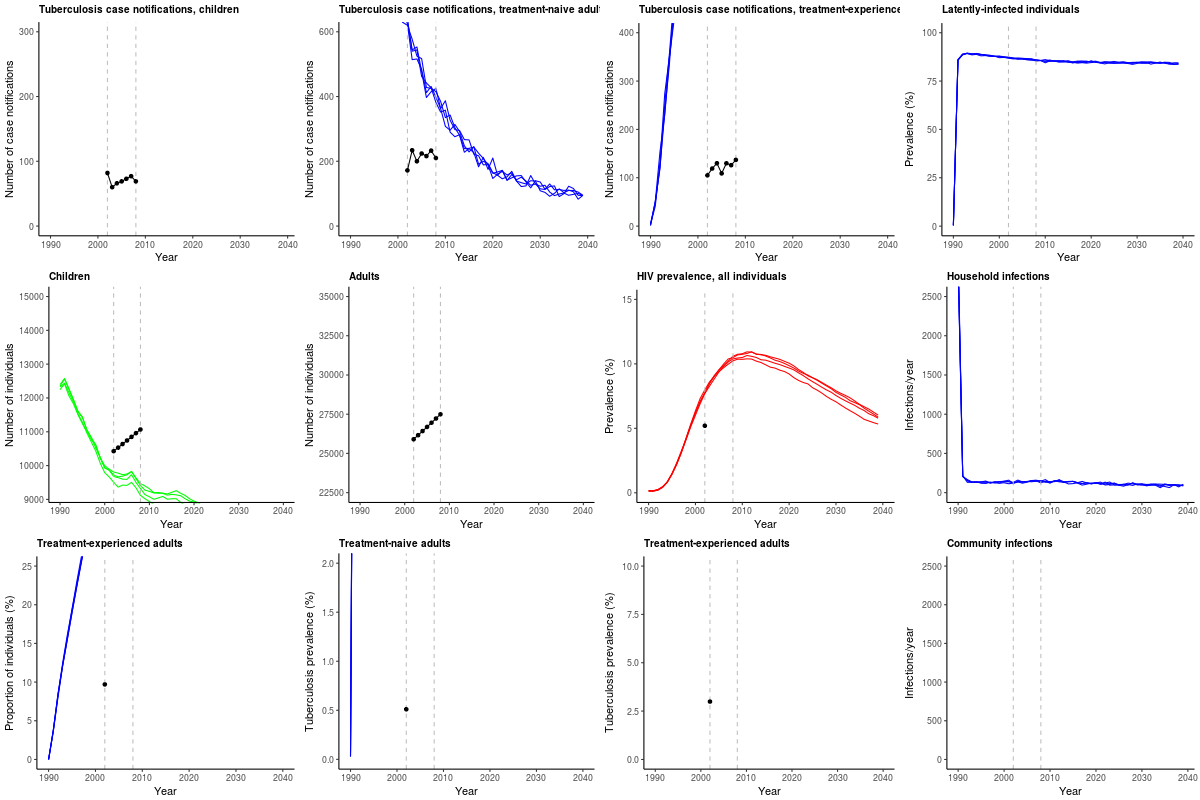 Tuberculosis case notifications, children
Number of case notifications
300
200
100
0
1990 2000 2010 2020 2030 2040
Year
Tuberculosis case notifications, treatment-naive adul
Number of case notifications
600
400
200
0
1990 2000 2010 2020 2030 2040
Year
Tuberculosis case notifications, treatment-experience
Number of case notifications
400
300
200
100
0
1990 2000 2010 2020 2030 2040
Year
Latently-infected individuals
Prevalence (%)
100
75
50
25
0
1990 2000 2010 2020 2030 2040
Year
Children
Number of individuals
15000
14000
13000
12000
11000
10000
9000
1990 2000 2010 2020 2030 2040
Year
Adults
Number of individuals
35000
32500
30000
27500
25000
22500
1990 2000 2010 2020 2030 2040
Year
HIV prevalence, all individuals
Prevalence (%)
15
10
5
0
1990 2000 2010 2020 2030 2040
Year
Household infections
Infections/year
2500
2000
1500
1000
500
0
1990 2000 2010 2020 2030 2040
Year
Treatment-experienced adults
Proportion of individuals (%)
25
20
15
10
5
0
1990 2000 2010 2020 2030 2040
Year
Treatment-naive adults
Tuberculosis prevalence (%)
2.0
1.5
1.0
0.5
0.0
1990 2000 2010 2020 2030 2040
Year
Treatment-experienced adults
Tuberculosis prevalence (%)
10.0
7.5
5.0
2.5
0.0
1990 2000 2010 2020 2030 2040
Year
Community infections
Infections/year
2500
2000
1500
1000
500
0
1990 2000 2010 2020 2030 2040
Year